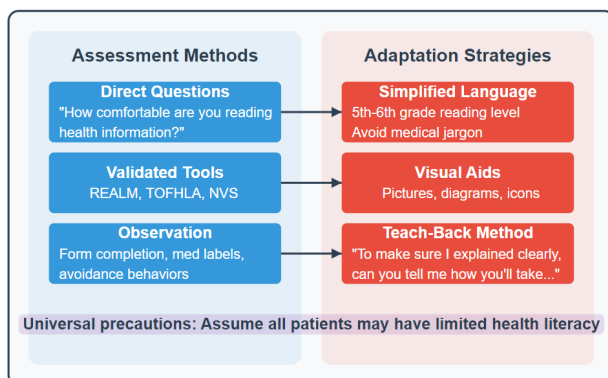 Assessment Methods
Adaptation Strategies
Direct Questions
"How comfortable are you reading
health information?"
Simplified Language
5th-6th grade reading level
Avoid medical jargon
Validated Tools
REALM, TOFHLA, NVS
Visual Aids
Pictures, diagrams, icons
Observation
Form completion, med labels,
avoidance behaviors
Teach-Back Method
"To make sure I explained clearly,
can you tell me how you'll take..."
Universal precautions: Assume all patients may have limited health literacy